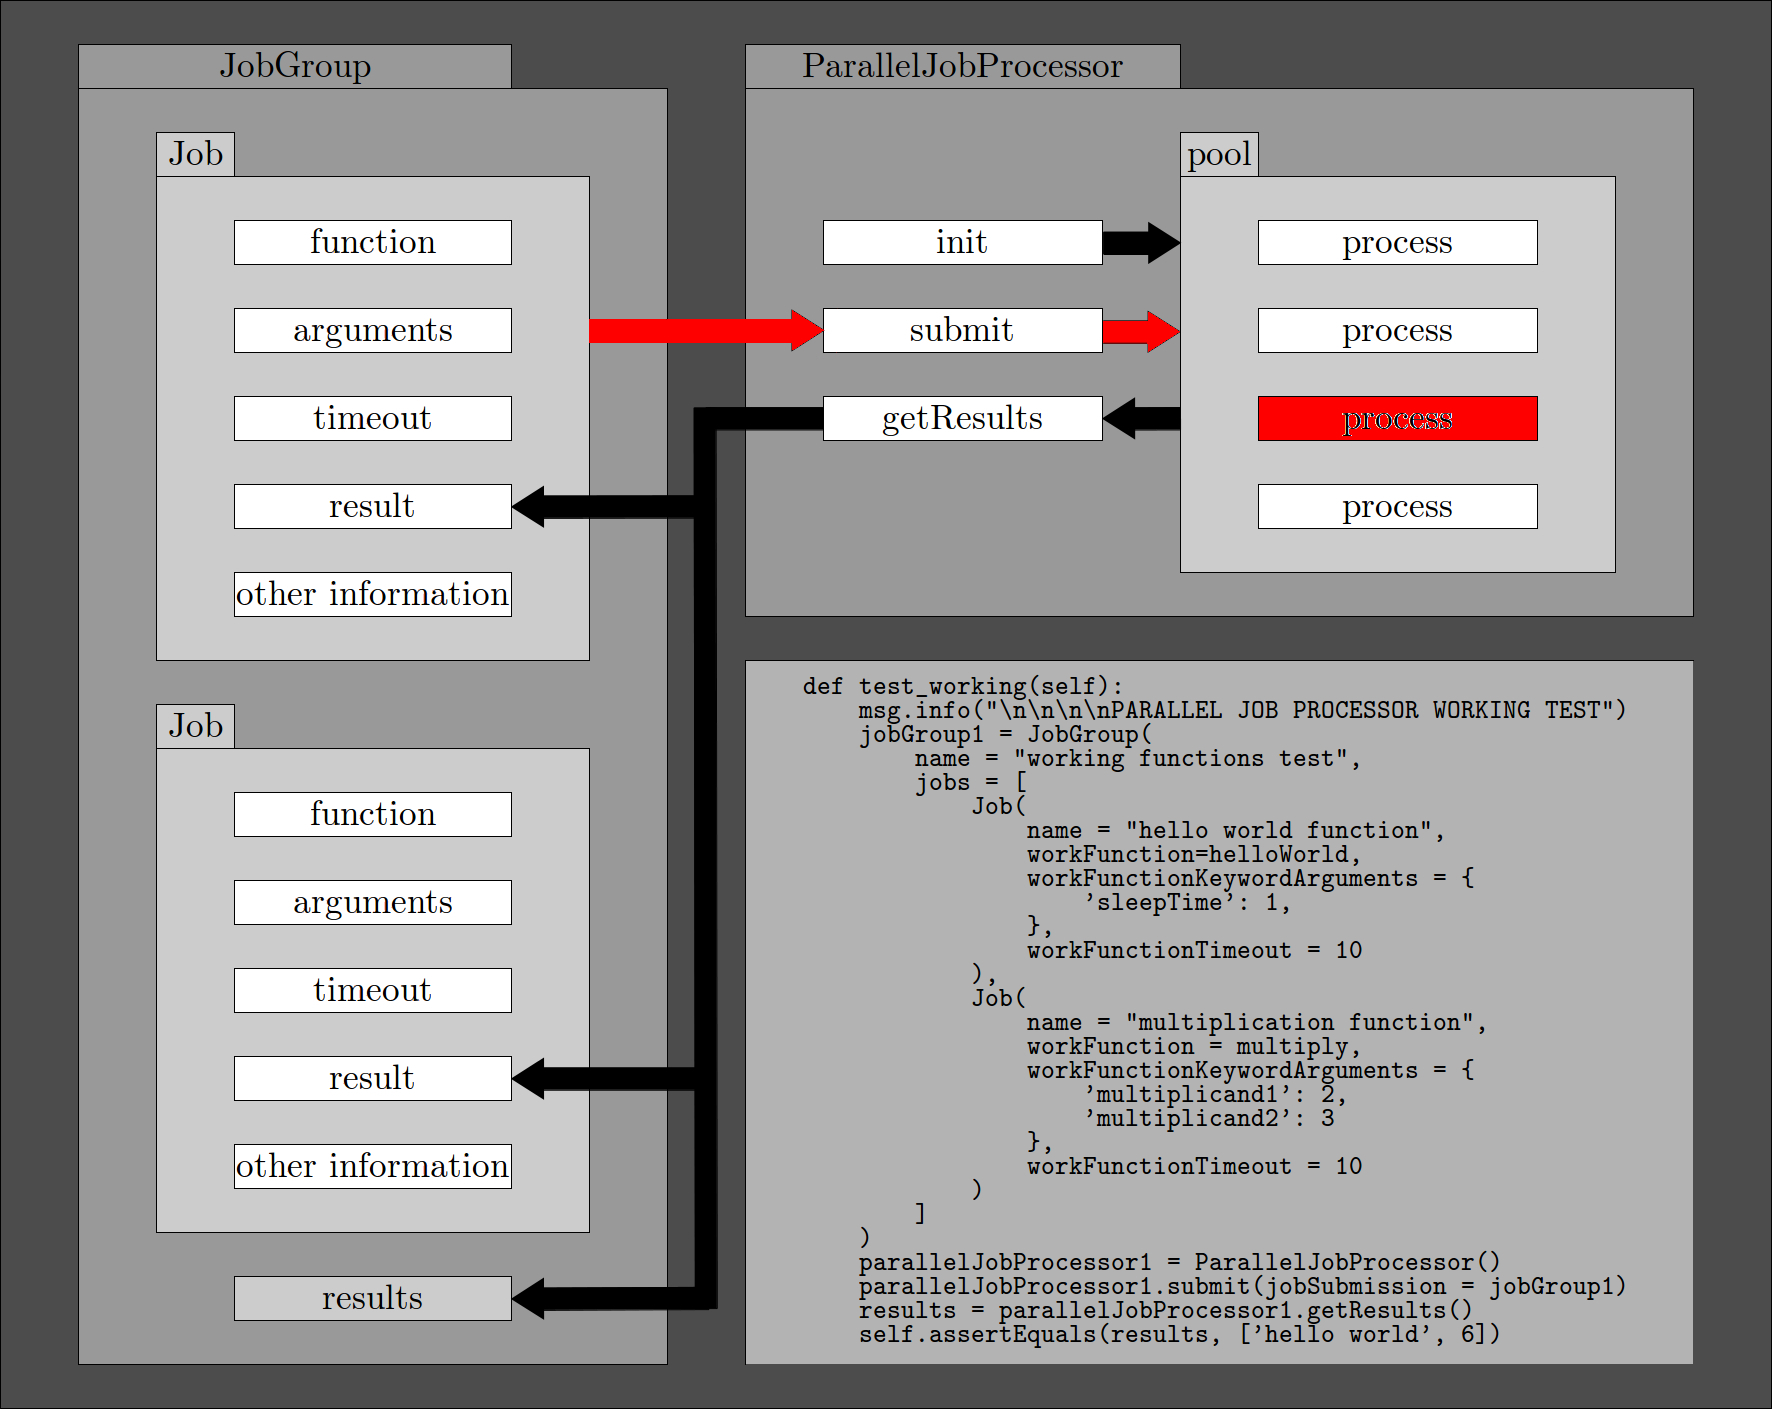 JobGroup
Job
function
arguments
timeout
result
other information
Job
function
arguments
timeout
result
other information
results
ParallelJobProcessor
init
submit
getResults
pool
process
process
process
process
def test_working(self):
    msg.info("\n\n\n\nPARALLEL JOB PROCESSOR WORKING TEST")
    jobGroup1 = JobGroup(
        name = "working functions test",
        jobs = [
            Job(
                name = "hello world function",
                workFunction=helloWorld,
                workFunctionKeywordArguments = {
                    ’sleepTime’: 1,
                },
                workFunctionTimeout = 10
            ),
            Job(
                name = "multiplication function",
                workFunction = multiply,
                workFunctionKeywordArguments = {
                    ’multiplicand1’: 2,
                    ’multiplicand2’: 3
                },
                workFunctionTimeout = 10
            )
        ]
    )
    parallelJobProcessor1 = ParallelJobProcessor()
    parallelJobProcessor1.submit(jobSubmission = jobGroup1)
    results = parallelJobProcessor1.getResults()
    self.assertEquals(results, [’hello world’, 6])